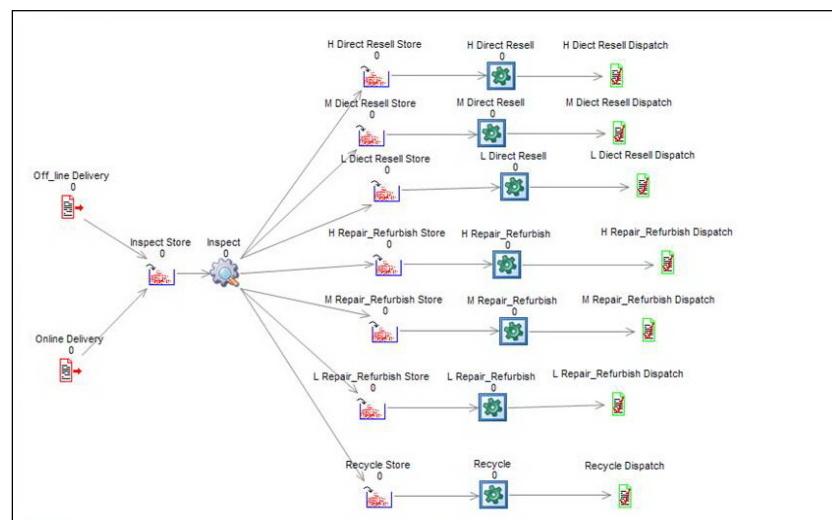 H Direct Resell Store
0
H Direct Resell
0
H Diect Resell Dispatch
M Diect Resell Store
0
M Direct Resell
0
M Diect Resell Dispatch
L Diect Resell Store
0
L Direct Resell
0
L Diect Resell Dispatch
Off_line Delivery
0
Inspect Store
0
Inspect
0
H Repair_Refurbish Store
0
H Repair_Refurbish
0
H Repair_Refurbish Dispatch
M Repair_Refurbish Store
0
M Repair_Refurbish
0
M Repair_Refurbish Dispatch
Online Delivery
0
L Repair_Refurbish Store
0
L Repair_Refurbish
0
L Repair_Refurbish Dispatch
Recycle Store
0
Recycle
0
Recycle Dispatch